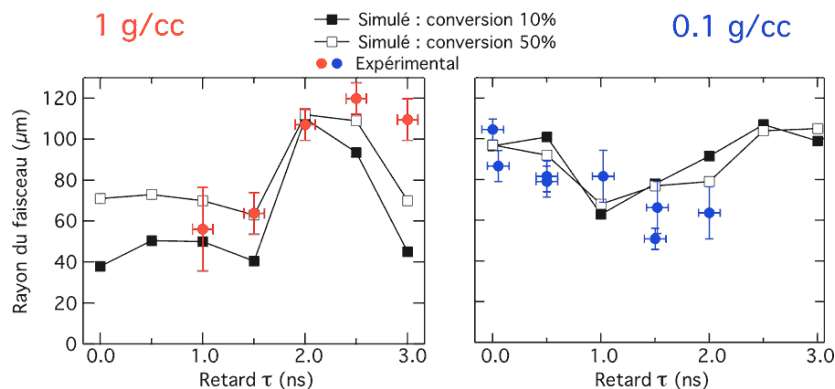 1 g/cc
Simulé : conversion 10%
Simulé : conversion 50%
Expérimental
0.1 g/cc
Rayon du faisceau (μm)
120
100
80
60
40
20
0
0.0 1.0 2.0 3.0
Retard τ (ns)
0.0 1.0 2.0 3.0
Retard τ (ns)